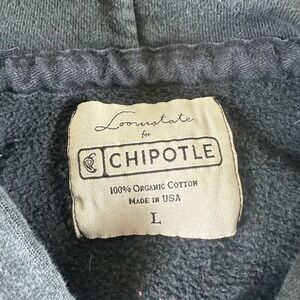 Loomstate
for
CHIPOTLE
100% ORGANIC COTTON
MADE IN USA
L